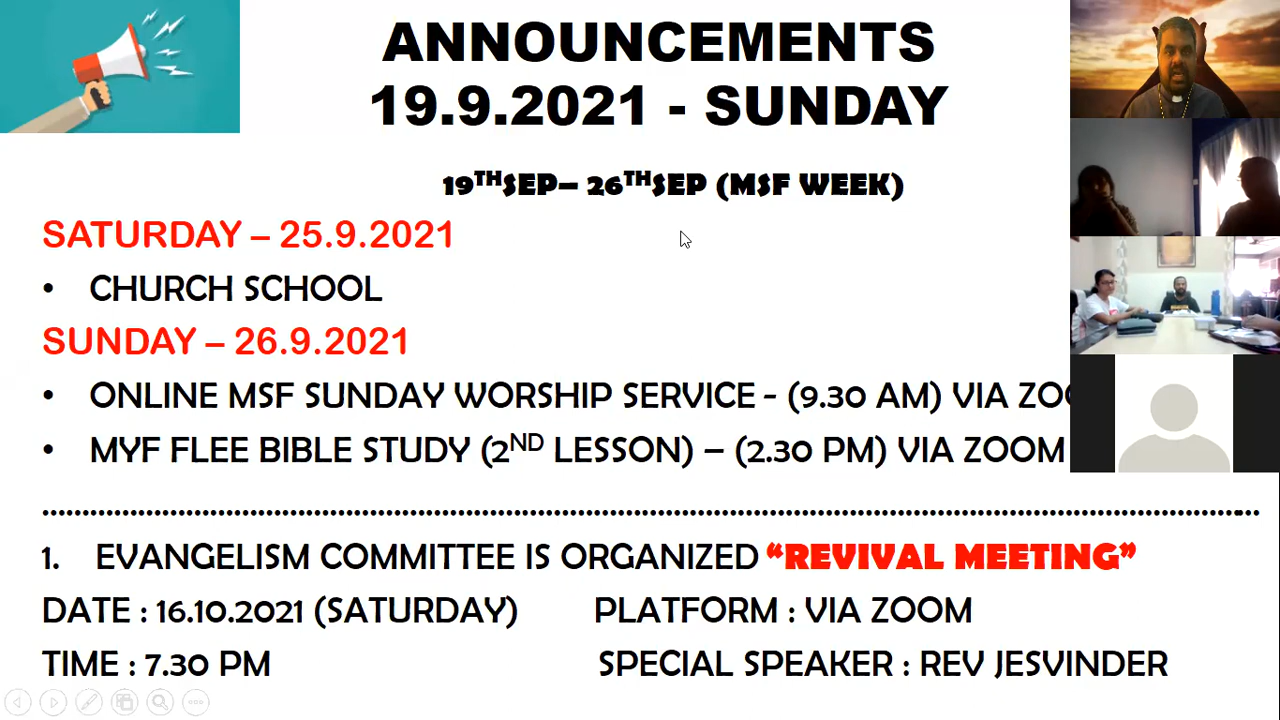 ANNOUNCEMENTS
19.9.2021 - SUNDAY
19THSEP– 26THSEP (MSF WEEK)
SATURDAY – 25.9.2021
• CHURCH SCHOOL
SUNDAY – 26.9.2021
• ONLINE MSF SUNDAY WORSHIP SERVICE - (9.30 AM) VIA
• MYF FLEE BIBLE STUDY (2ND LESSON) – (2.30 PM) VIA ZOOM
1. EVANGELISM COMMITTEE IS ORGANIZED “REVIVAL MEETING”
DATE : 16.10.2021 (SATURDAY) PLATFORM : VIA ZOOM
TIME : 7.30 PM SPECIAL SPEAKER : REV JESVINDER